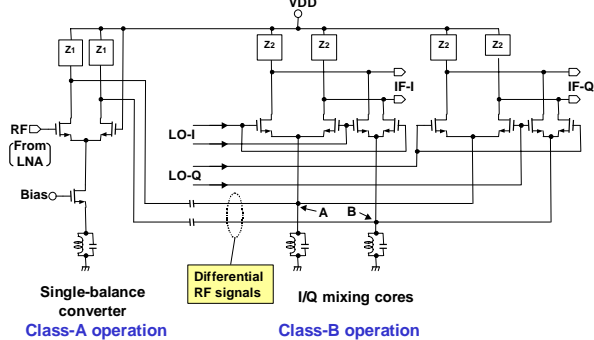 VDD
Z1 Z1 Z2 Z2 Z2 Z2
IF-I IF-Q
RF
(From
LNA)
LO-I
LO-Q
Bias
A B
Differential
RF signals
Single-balance
converter
I/Q mixing cores
Class-A operation Class-B operation